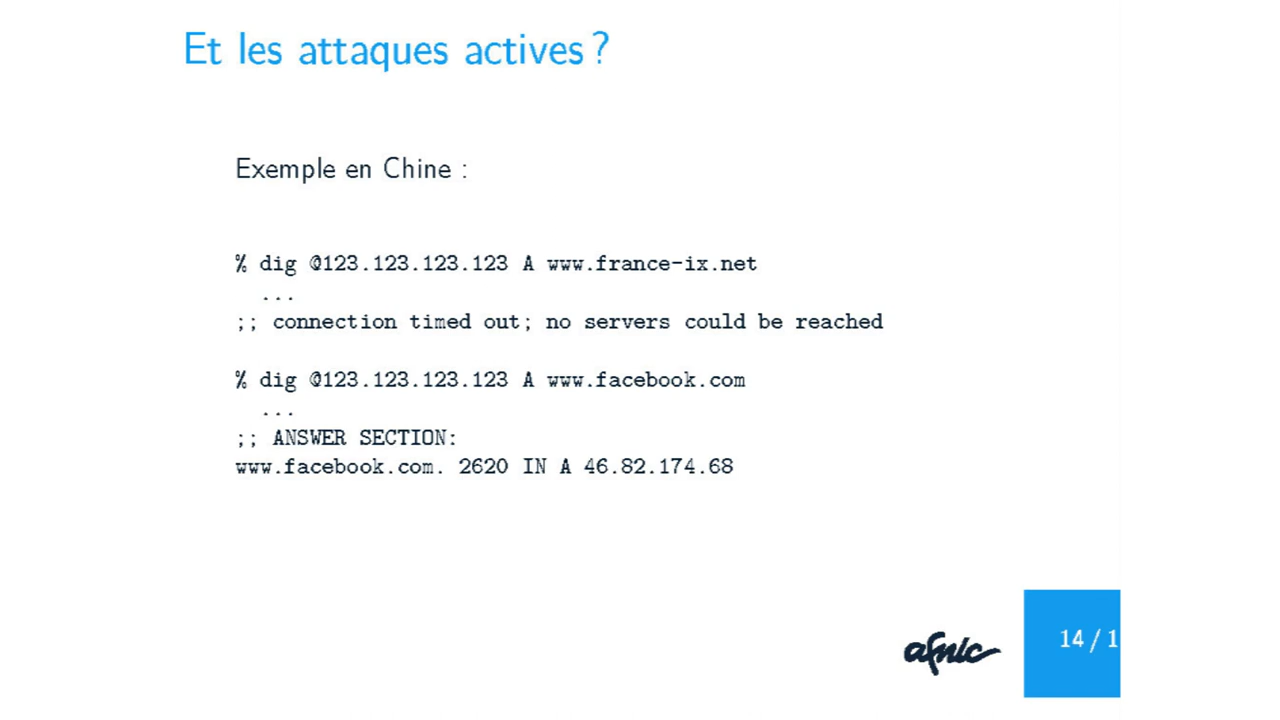 Et les attaques actives ?
Exemple en Chine :
% dig @123.123.123.123 A www.france-ix.net
...
;; connection timed out; no servers could be reached
% dig @123.123.123.123 A www.facebook.com
...
;; ANSWER SECTION:
www.facebook.com. 2620 IN A 46.82.174.68
afnic
14 / 1